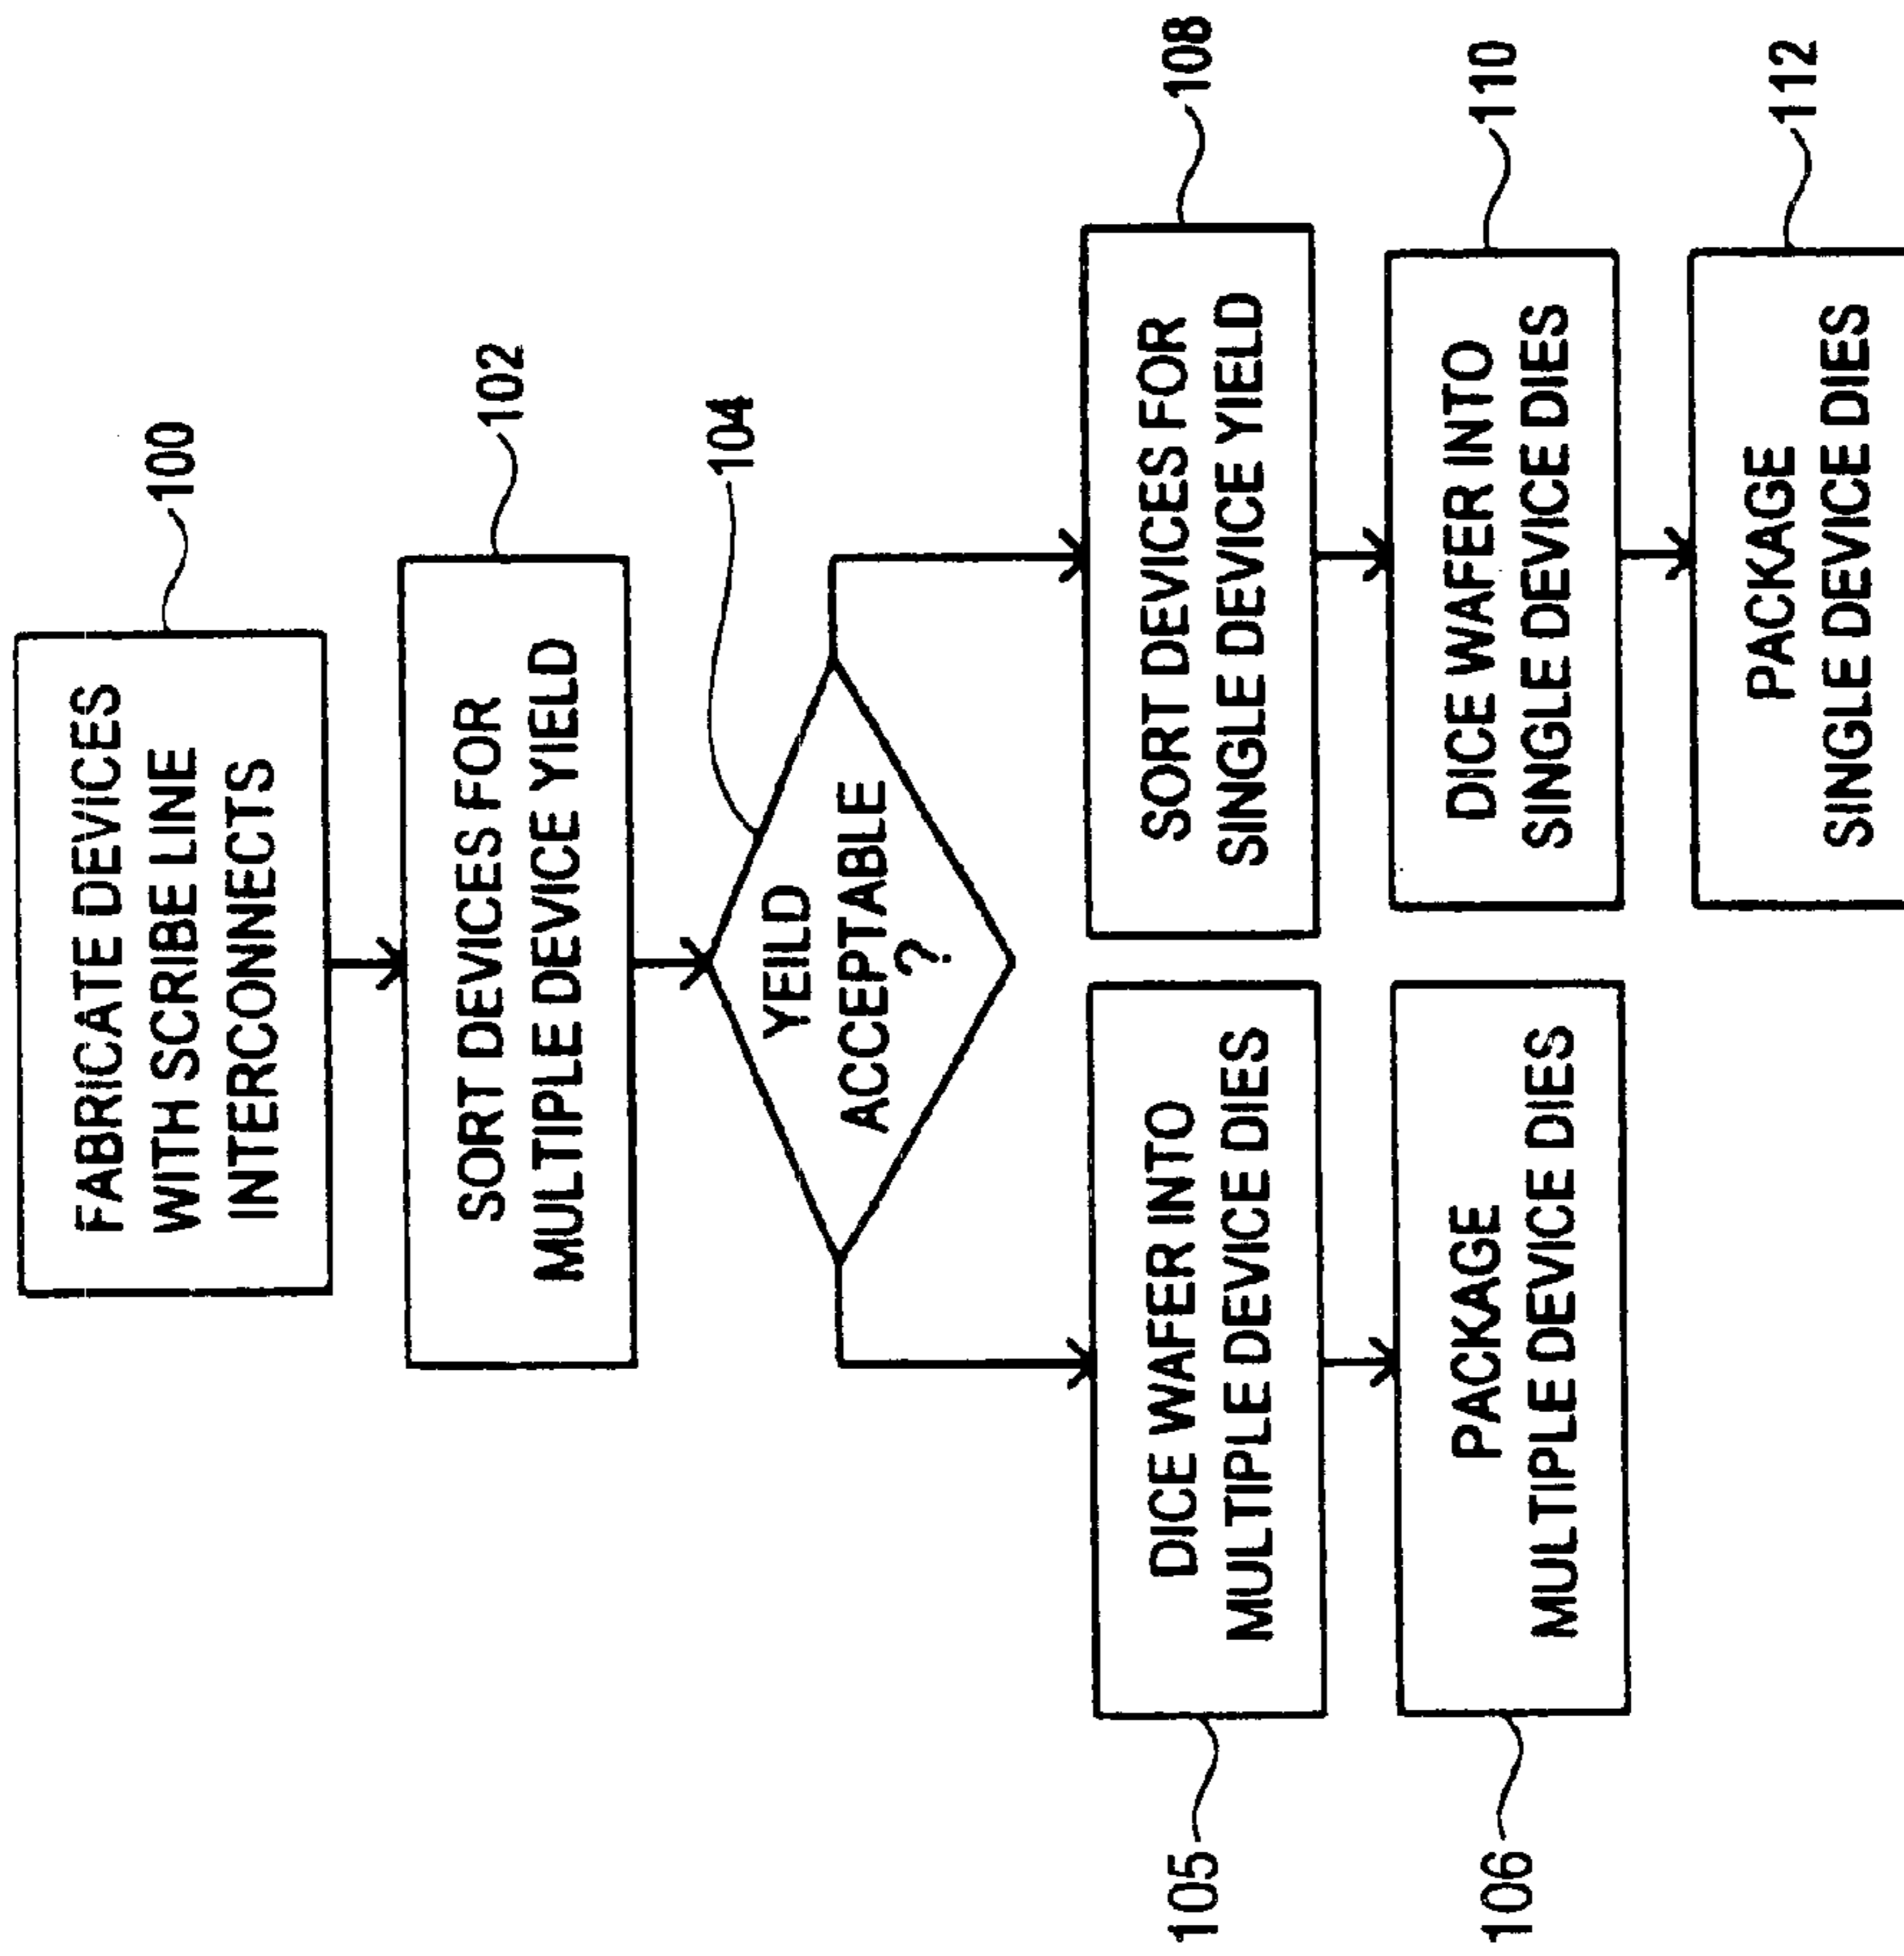 FABRICATE DEVICES
WITH SCRIBE LINE
INTERCONNECTS
100
SORT DEVICES FOR
MULTIPLE DEVICE YIELD
102
YEILD
ACCEPTABLE
?
104
DICE WAFER INTO
MULTIPLE DEVICE DIES
105
PACKAGE
MULTIPLE DEVICE DIES
106
SORT DEVICES FOR
SINGLE DEVICE YIELD
108
DICE WAFER INTO
SINGLE DEVICE DIES
110
PACKAGE
SINGLE DEVICE DIES
112